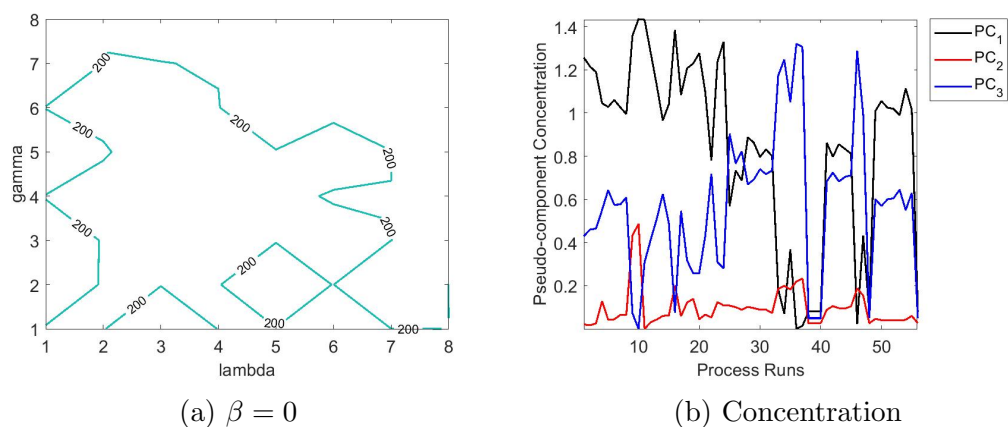 8
7
6
5
4
3
2
1
gamma
1 2 3 4 5 6 7 8
lambda
200
200
200
200
200
200
200
200
200
200
200
(a) β = 0
1.4
1.2
1
0.8
0.6
0.4
0.2
Pseudo-component Concentration
10 20 30 40 50
Process Runs
PC1
PC2
PC3
(b) Concentration